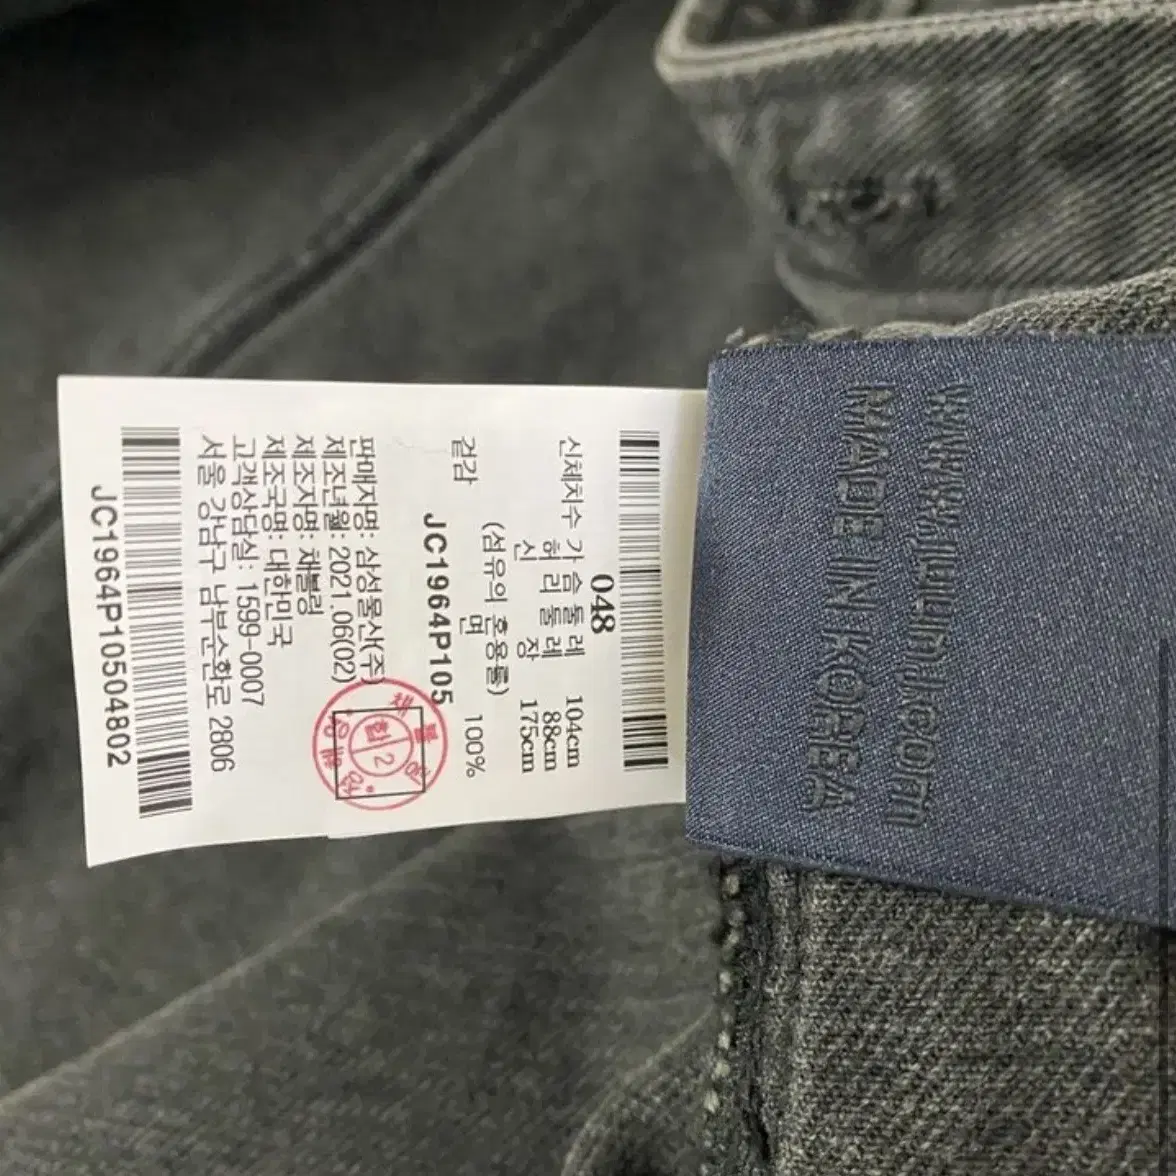 048
신체치수 가슴둘레 104cm
허리둘레 88cm
신장 175cm
(섬유의 혼용률)
겉감 면 100%
JC1964P105
판매자명: 삼성물산(주)
제조년월: 2021.06(02)
제조자명: 채블링
제조국명: 대한민국
고객상담실: 1599-0007
서울 강남구 남부순환로 2806
JC1964P10504802
합 2
MADE IN KOREA